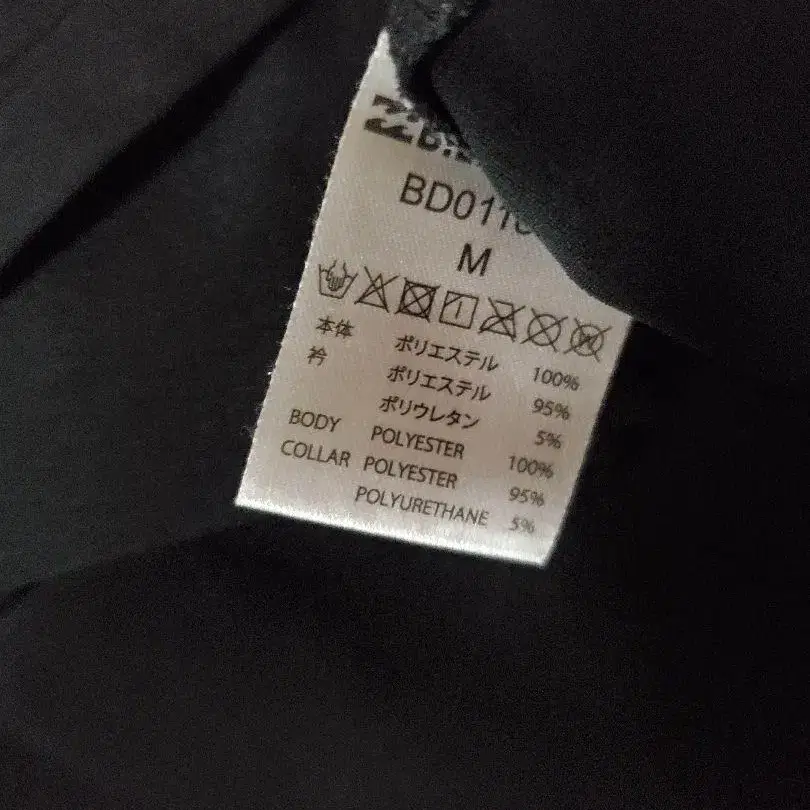 M
本体 ポリエステル 100%
衿 ポリエステル 95%
ポリウレタン 5%
BODY POLYESTER 100%
COLLAR POLYESTER 95%
POLYURETHANE 5%